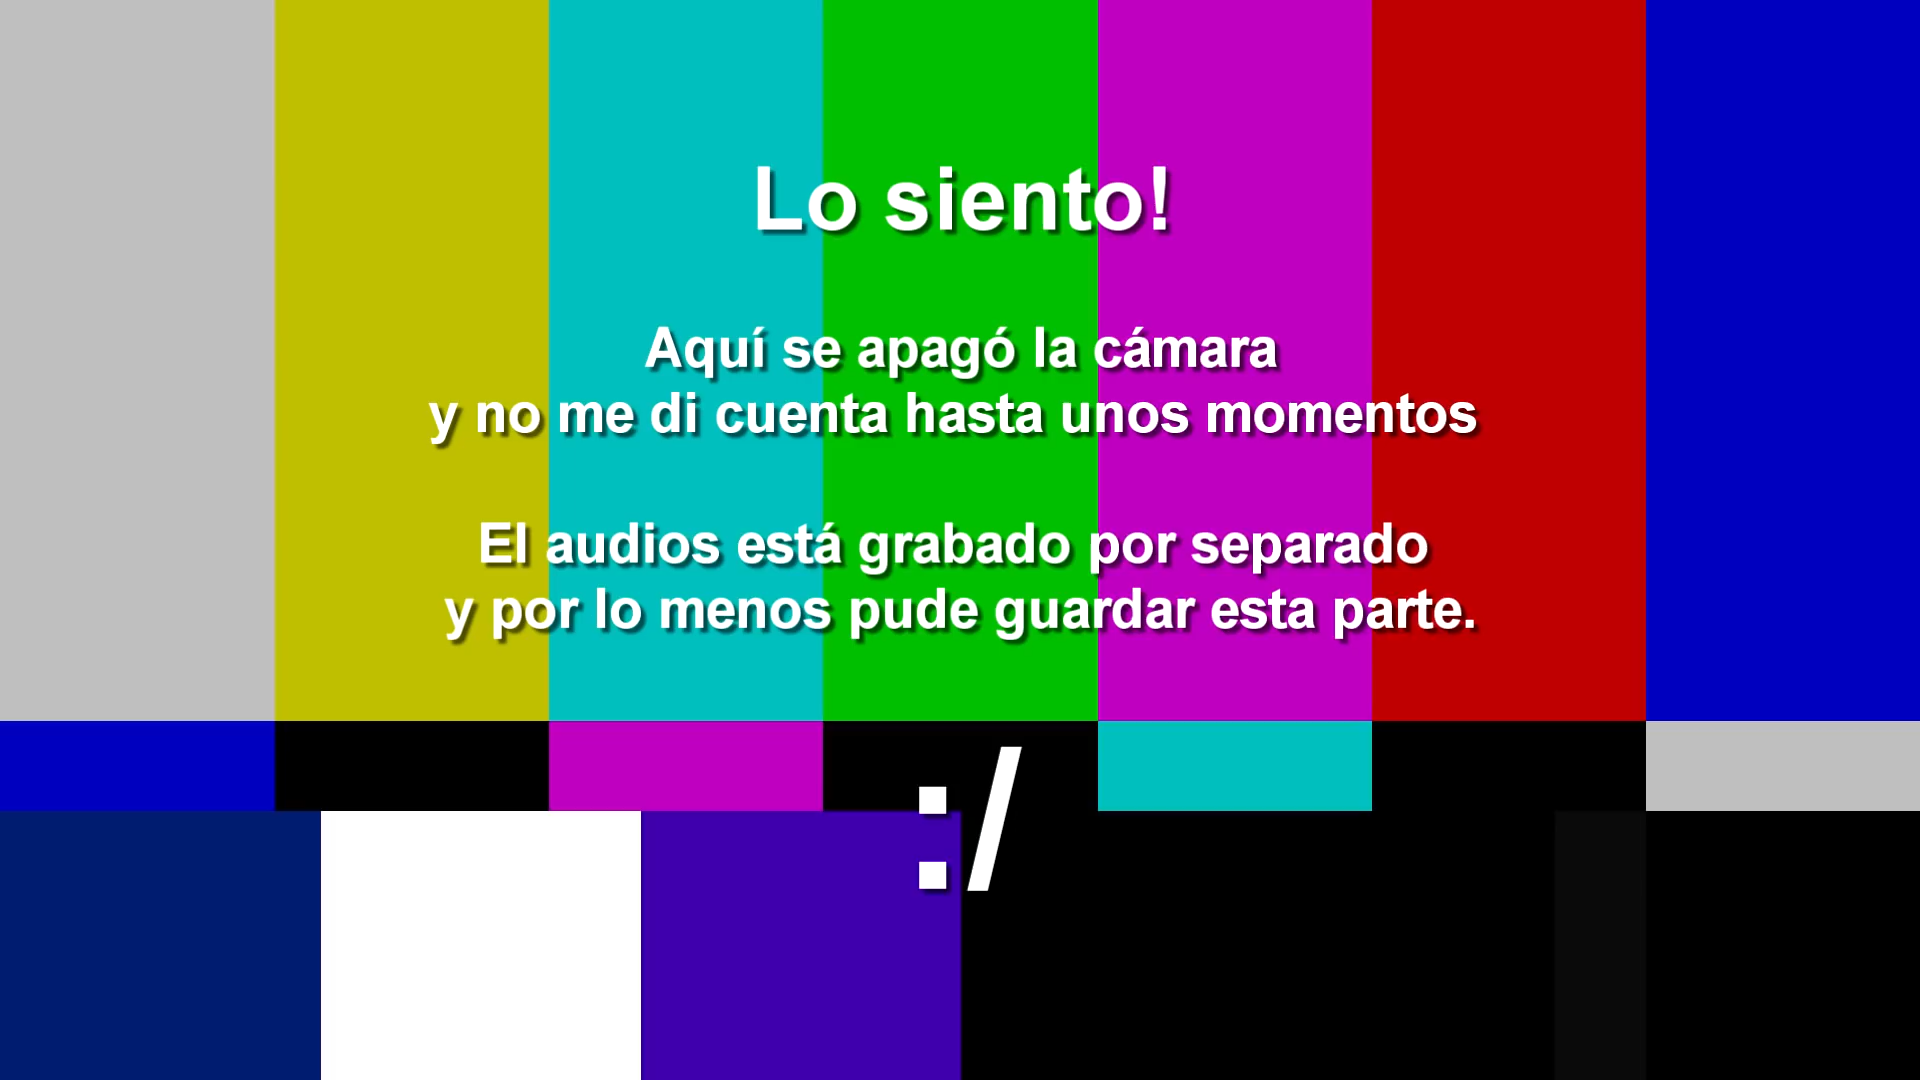 Lo siento!
Aquí se apagó la cámara
y no me di cuenta hasta unos momentos
El audios está grabado por separado
y por lo menos pude guardar esta parte.
:/